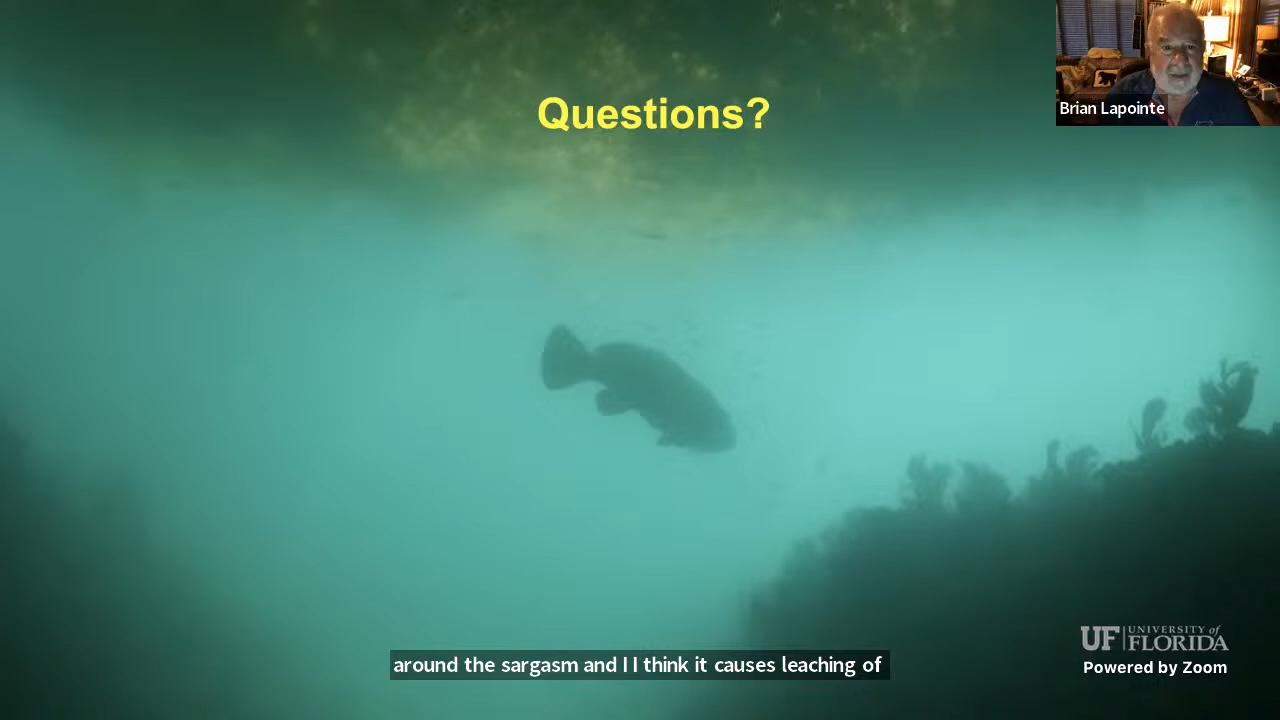 Questions?
Brian Lapointe
UF UNIVERSITY of
FLORIDA
Powered by Zoom
around the sargasm and I I think it causes leaching of